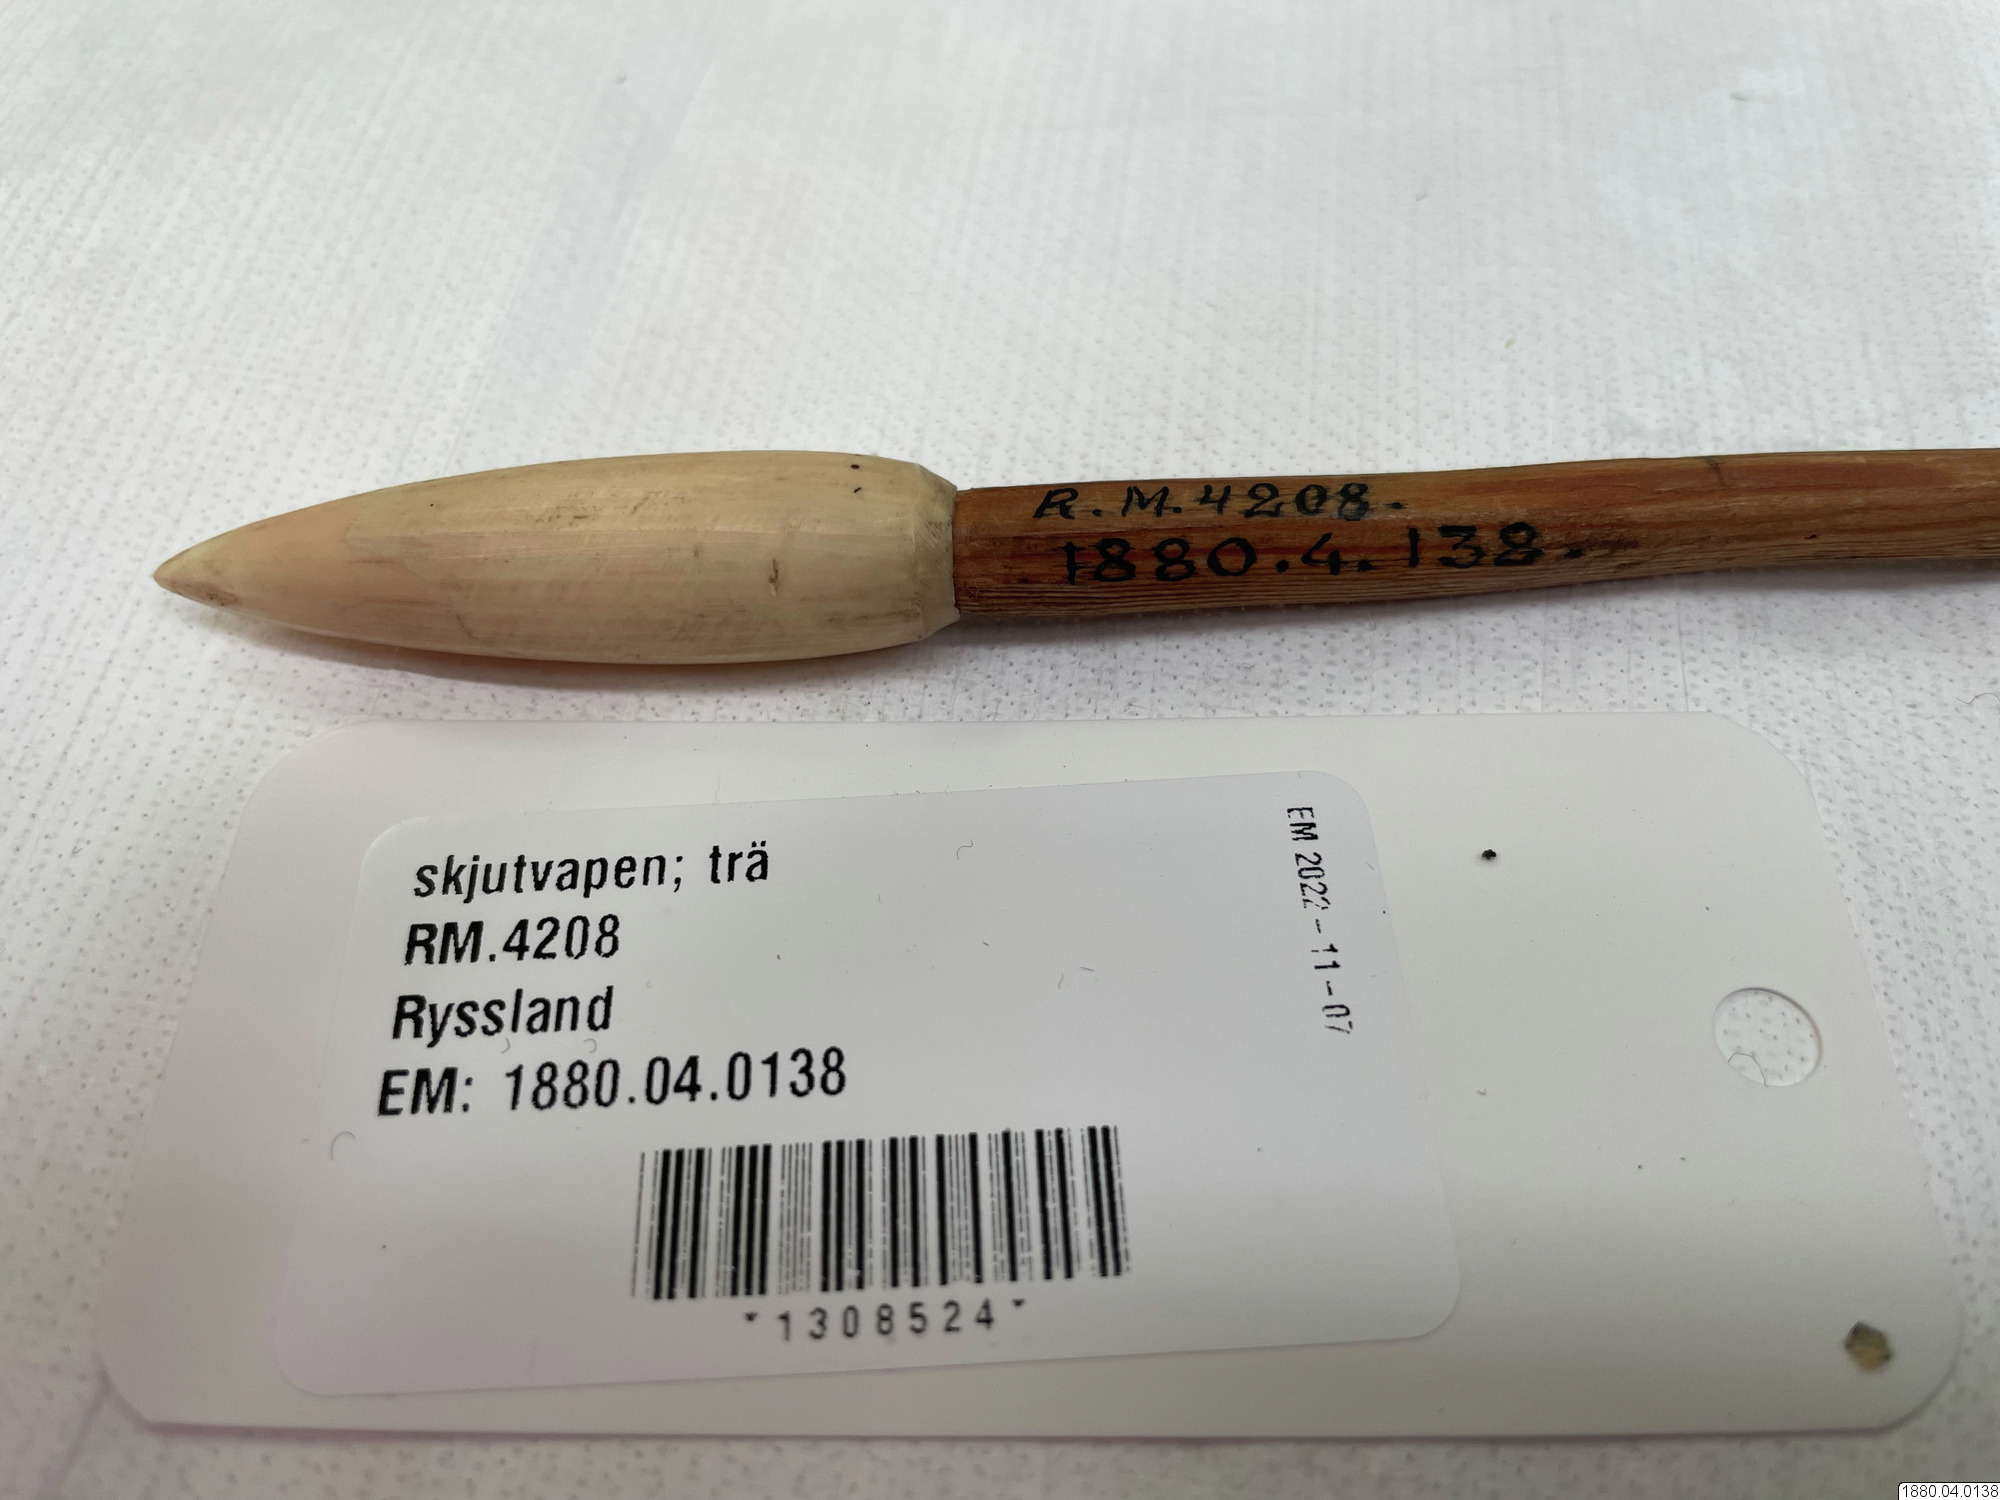 R.M.4208.
1880.4.138.
skjutvapen; trä
RM.4208
Ryssland
EM: 1880.04.0138
EM 2022-11-07
*1308524*
1880.04.0138